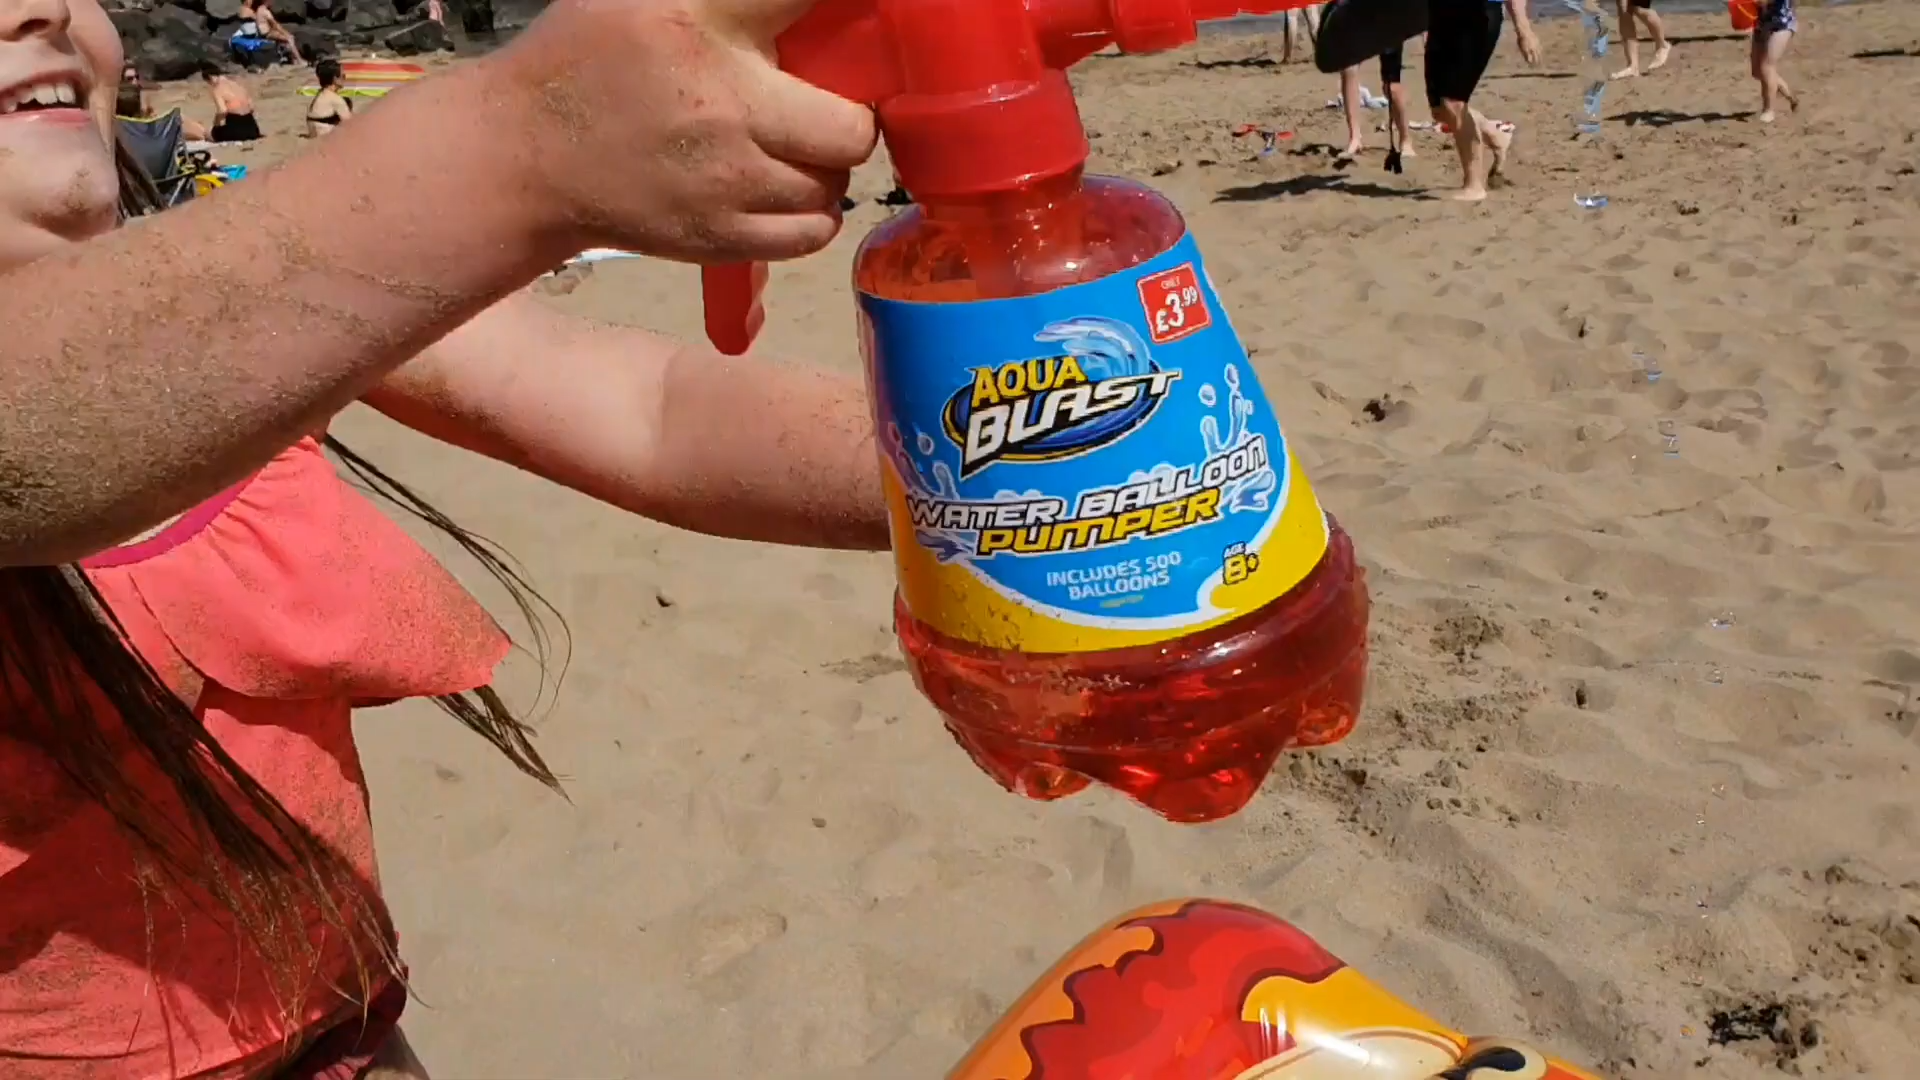 ONLY
£3.99
AQUA
BLAST
WATER BALLOON
PUMPER
INCLUDES 500
BALLOONS
AGE
8+